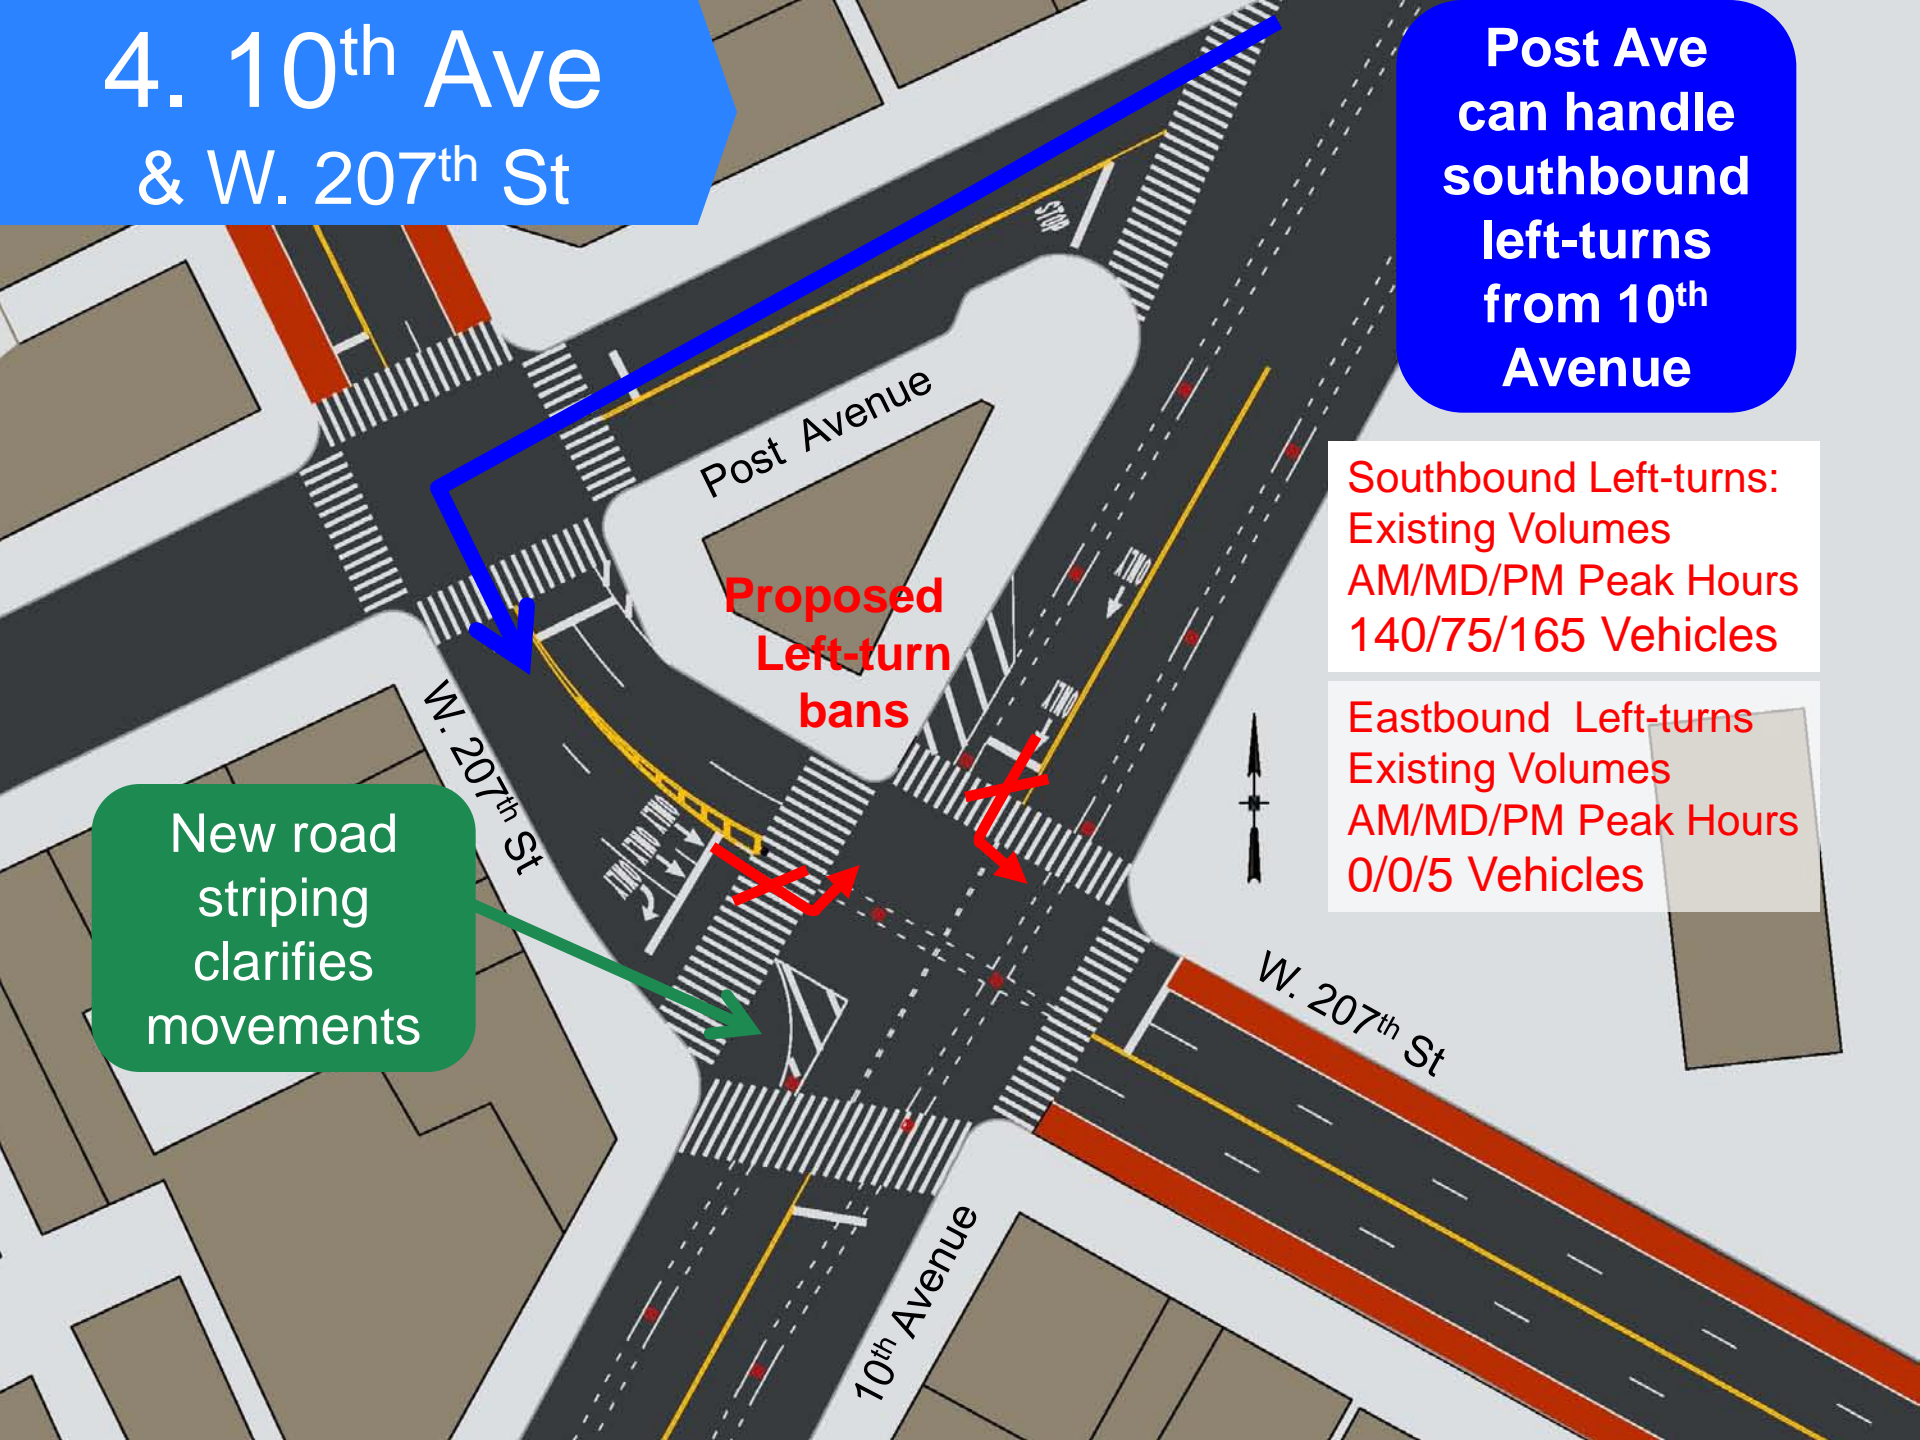 4. 10th Ave
& W. 207th St
Post Ave
can handle
southbound
left-turns
from 10th
Avenue
STOP
Post Avenue
Southbound Left-turns:
Existing Volumes
AM/MD/PM Peak Hours
140/75/165 Vehicles
ONLY
Proposed
Left-turn
bans
ONLY
Eastbound Left-turns
Existing Volumes
AM/MD/PM Peak Hours
0/0/5 Vehicles
W. 207th St
N
New road
striping
clarifies
movements
ONLY
ONLY
ONLY
W. 207th St
10th Avenue